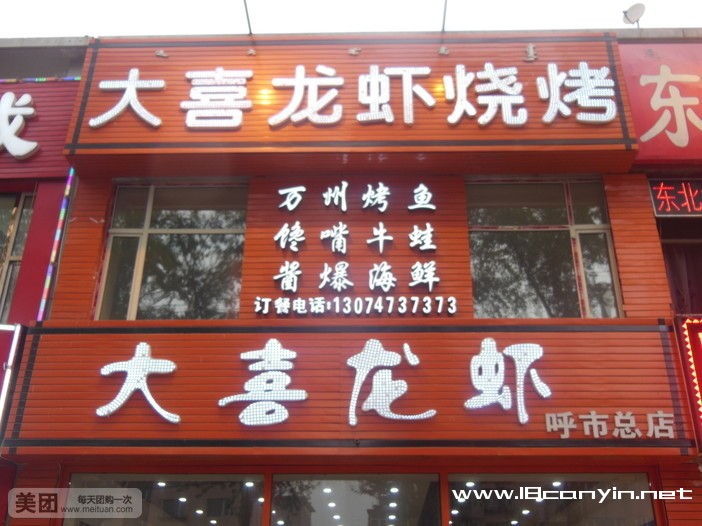 大喜龙虾烧烤
东
万州烤鱼
馋嘴牛蛙
酱爆海鲜
订餐电话:13074737373
东北
大喜龙虾
呼市总店
美团 每天团购一次
www.meituan.com
www.18canyin.net